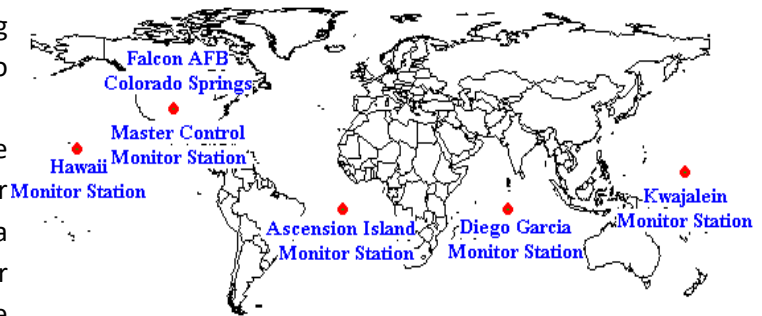 g
o
e
r
a
r
e
Falcon AFB
Colorado Springs
Master Control
Monitor Station
Hawaii
Monitor Station
Ascension Island
Monitor Station
Diego Garcia
Monitor Station
Kwajalein
Monitor Station